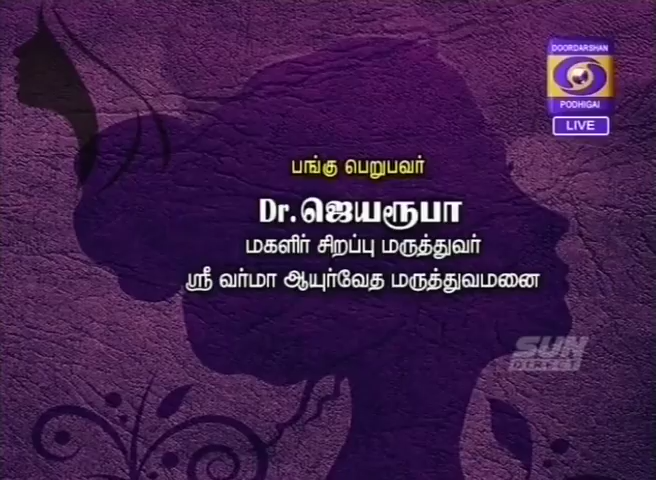 DOORDARSHAN
PODHIGAI
LIVE
பங்கு பெறுபவர்
Dr.ஜெயரூபா
மகளிர் சிறப்பு மருத்துவர்
ஸ்ரீ வர்மா ஆயுர்வேத மருத்துவமனை
SUN
DIRECT